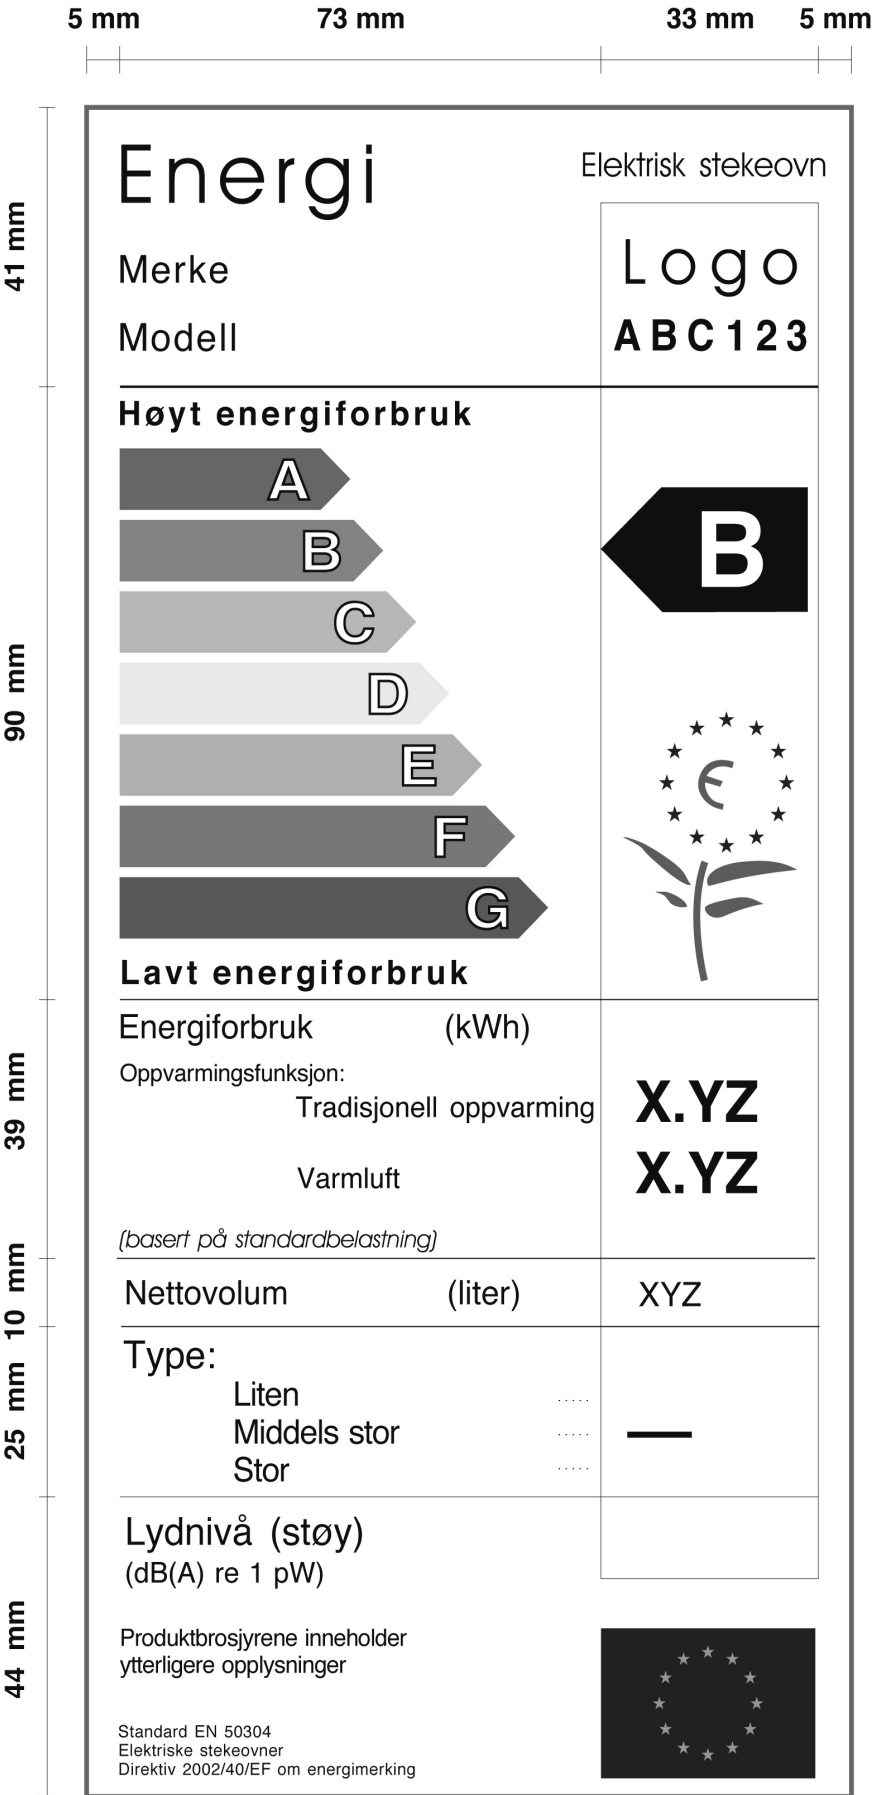 5 mm 73 mm 33 mm 5 mm
41 mm
90 mm
39 mm
10 mm
25 mm
44 mm
Energi
Elektrisk stekeovn
Merke
Logo
Modell
ABC123
Høyt energiforbruk
A
B
B
C
D
E
F
G
Lavt energiforbruk
Energiforbruk (kWh)
Oppvarmingsfunksjon:
Tradisjonell oppvarming X.YZ
Varmluft X.YZ
(basert på standardbelastning)
Nettovolum (liter) XYZ
Type:
Liten .....
Middels stor ..... —
Stor .....
Lydnivå (støy)
(dB(A) re 1 pW)
Produktbrosjyrene inneholder
ytterligere opplysninger
Standard EN 50304
Elektriske stekeovner
Direktiv 2002/40/EF om energimerking